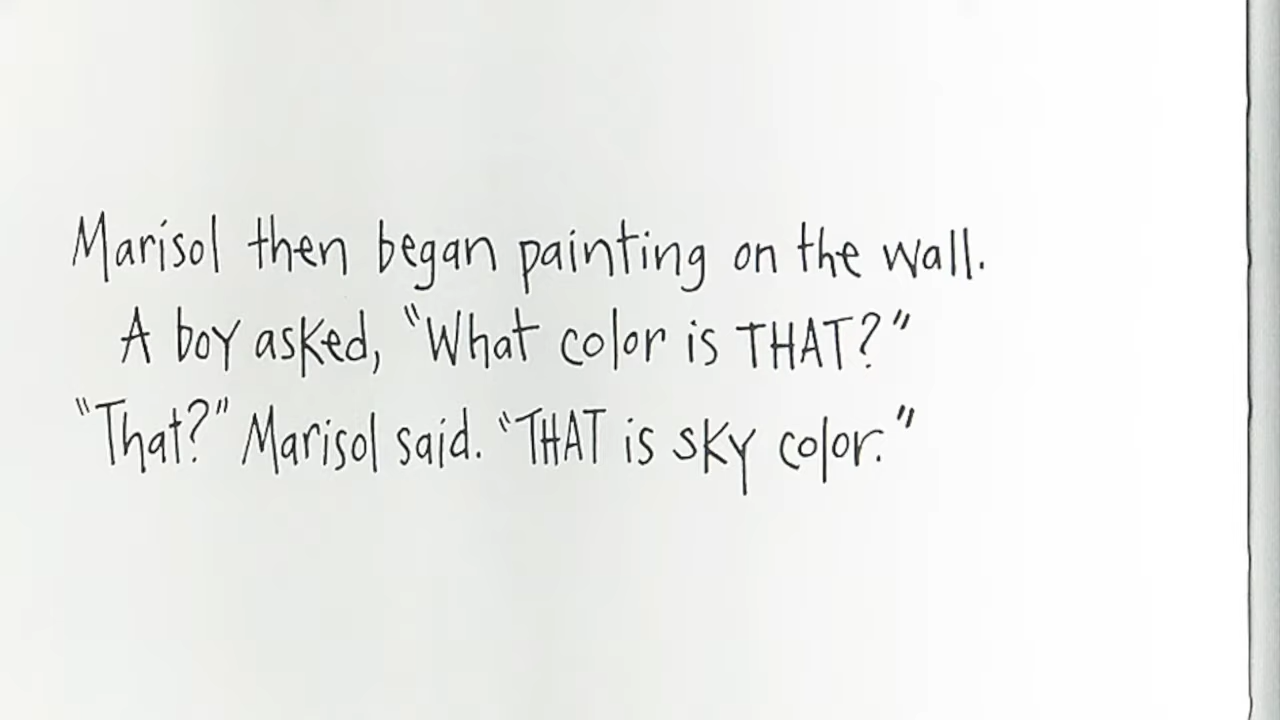 Marisol then began painting on the wall.
A boy asked, "What color is THAT?"
"That?" Marisol said. "THAT is sky color."